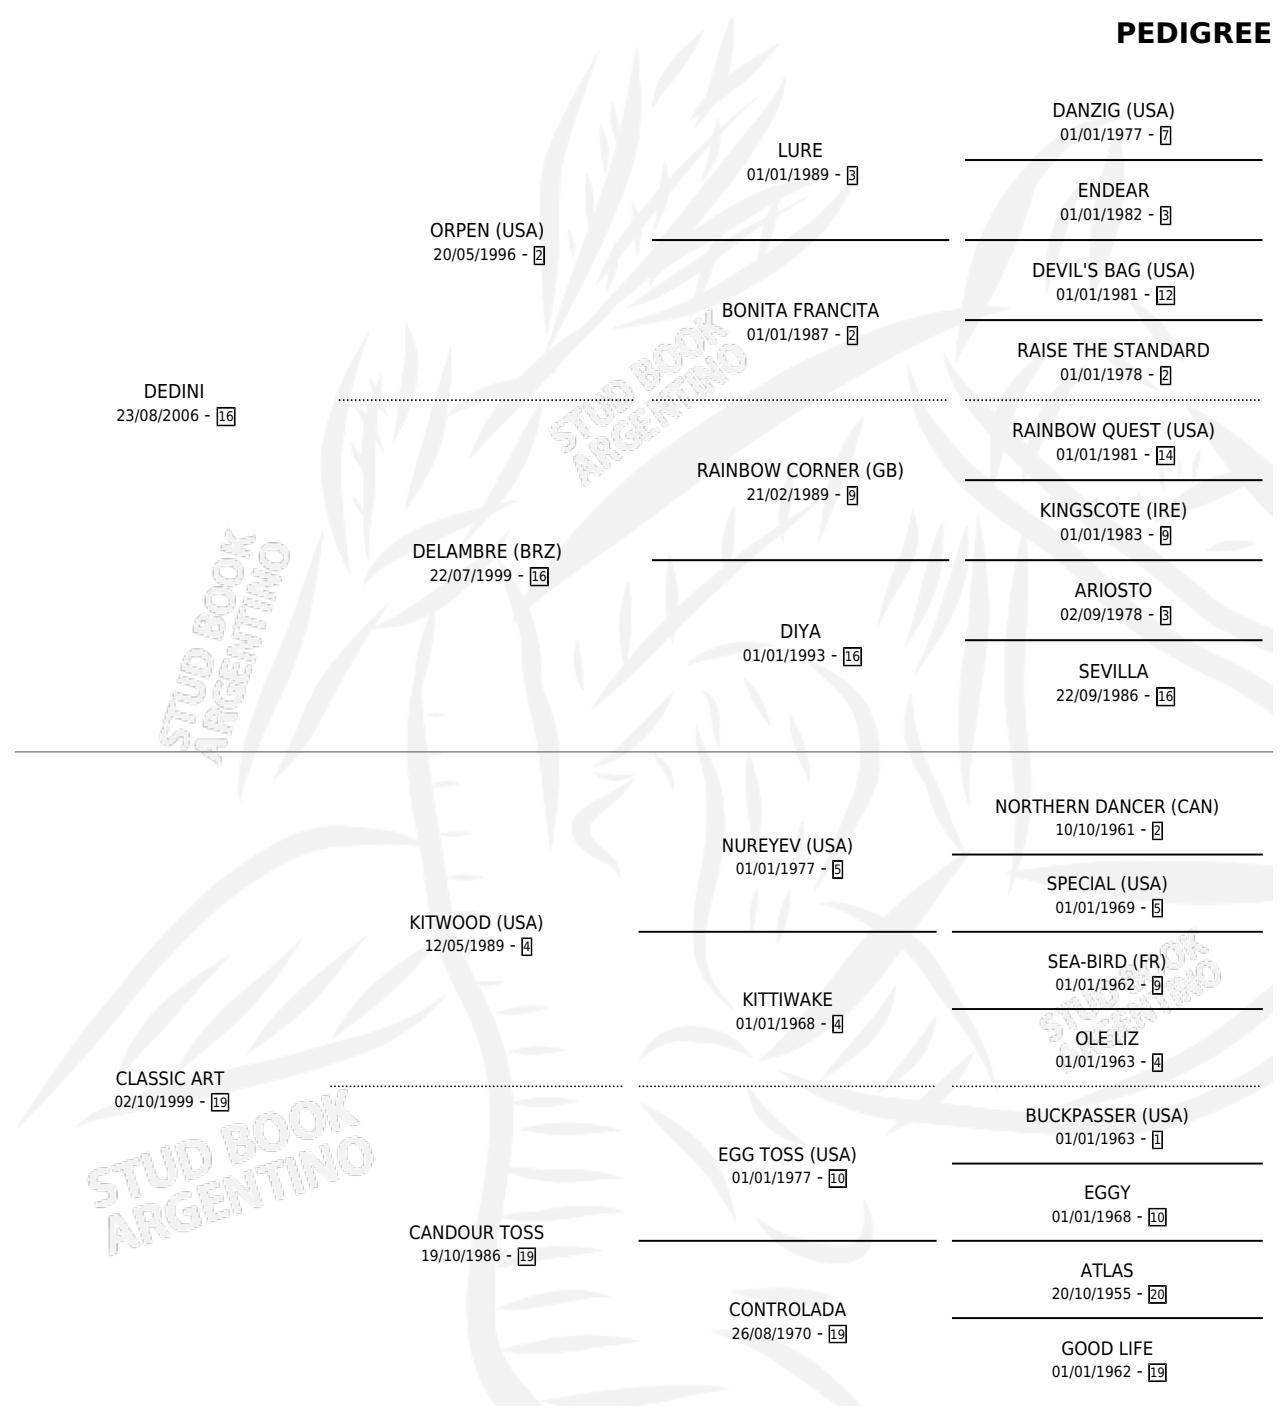 PEDIGREE
DANZIG (USA)
01/01/1977 - 7
LURE
01/01/1989 - 3
ENDEAR
01/01/1982 - 3
ORPEN (USA)
20/05/1996 - 2
DEVIL'S BAG (USA)
01/01/1981 - 12
BONITA FRANCITA
01/01/1987 - 2
RAISE THE STANDARD
01/01/1978 - 2
DEDINI
23/08/2006 - 16
RAINBOW QUEST (USA)
01/01/1981 - 14
RAINBOW CORNER (GB)
21/02/1989 - 9
KINGSCOTE (IRE)
01/01/1983 - 9
DELAMBRE (BRZ)
22/07/1999 - 16
ARIOSTO
02/09/1978 - 3
DIYA
01/01/1993 - 16
SEVILLA
22/09/1986 - 16
NORTHERN DANCER (CAN)
10/10/1961 - 2
NUREYEV (USA)
01/01/1977 - 5
SPECIAL (USA)
01/01/1969 - 5
KITWOOD (USA)
12/05/1989 - 4
SEA-BIRD (FR)
01/01/1962 - 9
KITTIWAKE
01/01/1968 - 4
OLE LIZ
01/01/1963 - 4
CLASSIC ART
02/10/1999 - 19
BUCKPASSER (USA)
01/01/1963 - 1
EGG TOSS (USA)
01/01/1977 - 10
EGGY
01/01/1968 - 10
CANDOUR TOSS
19/10/1986 - 19
ATLAS
20/10/1955 - 20
CONTROLADA
26/08/1970 - 19
GOOD LIFE
01/01/1962 - 19
STUD BOOK
ARGENTINO
STUD BOOK
ARGENTINO
STUD BOOK
ARGENTINO
STUD BOOK
ARGENTINO